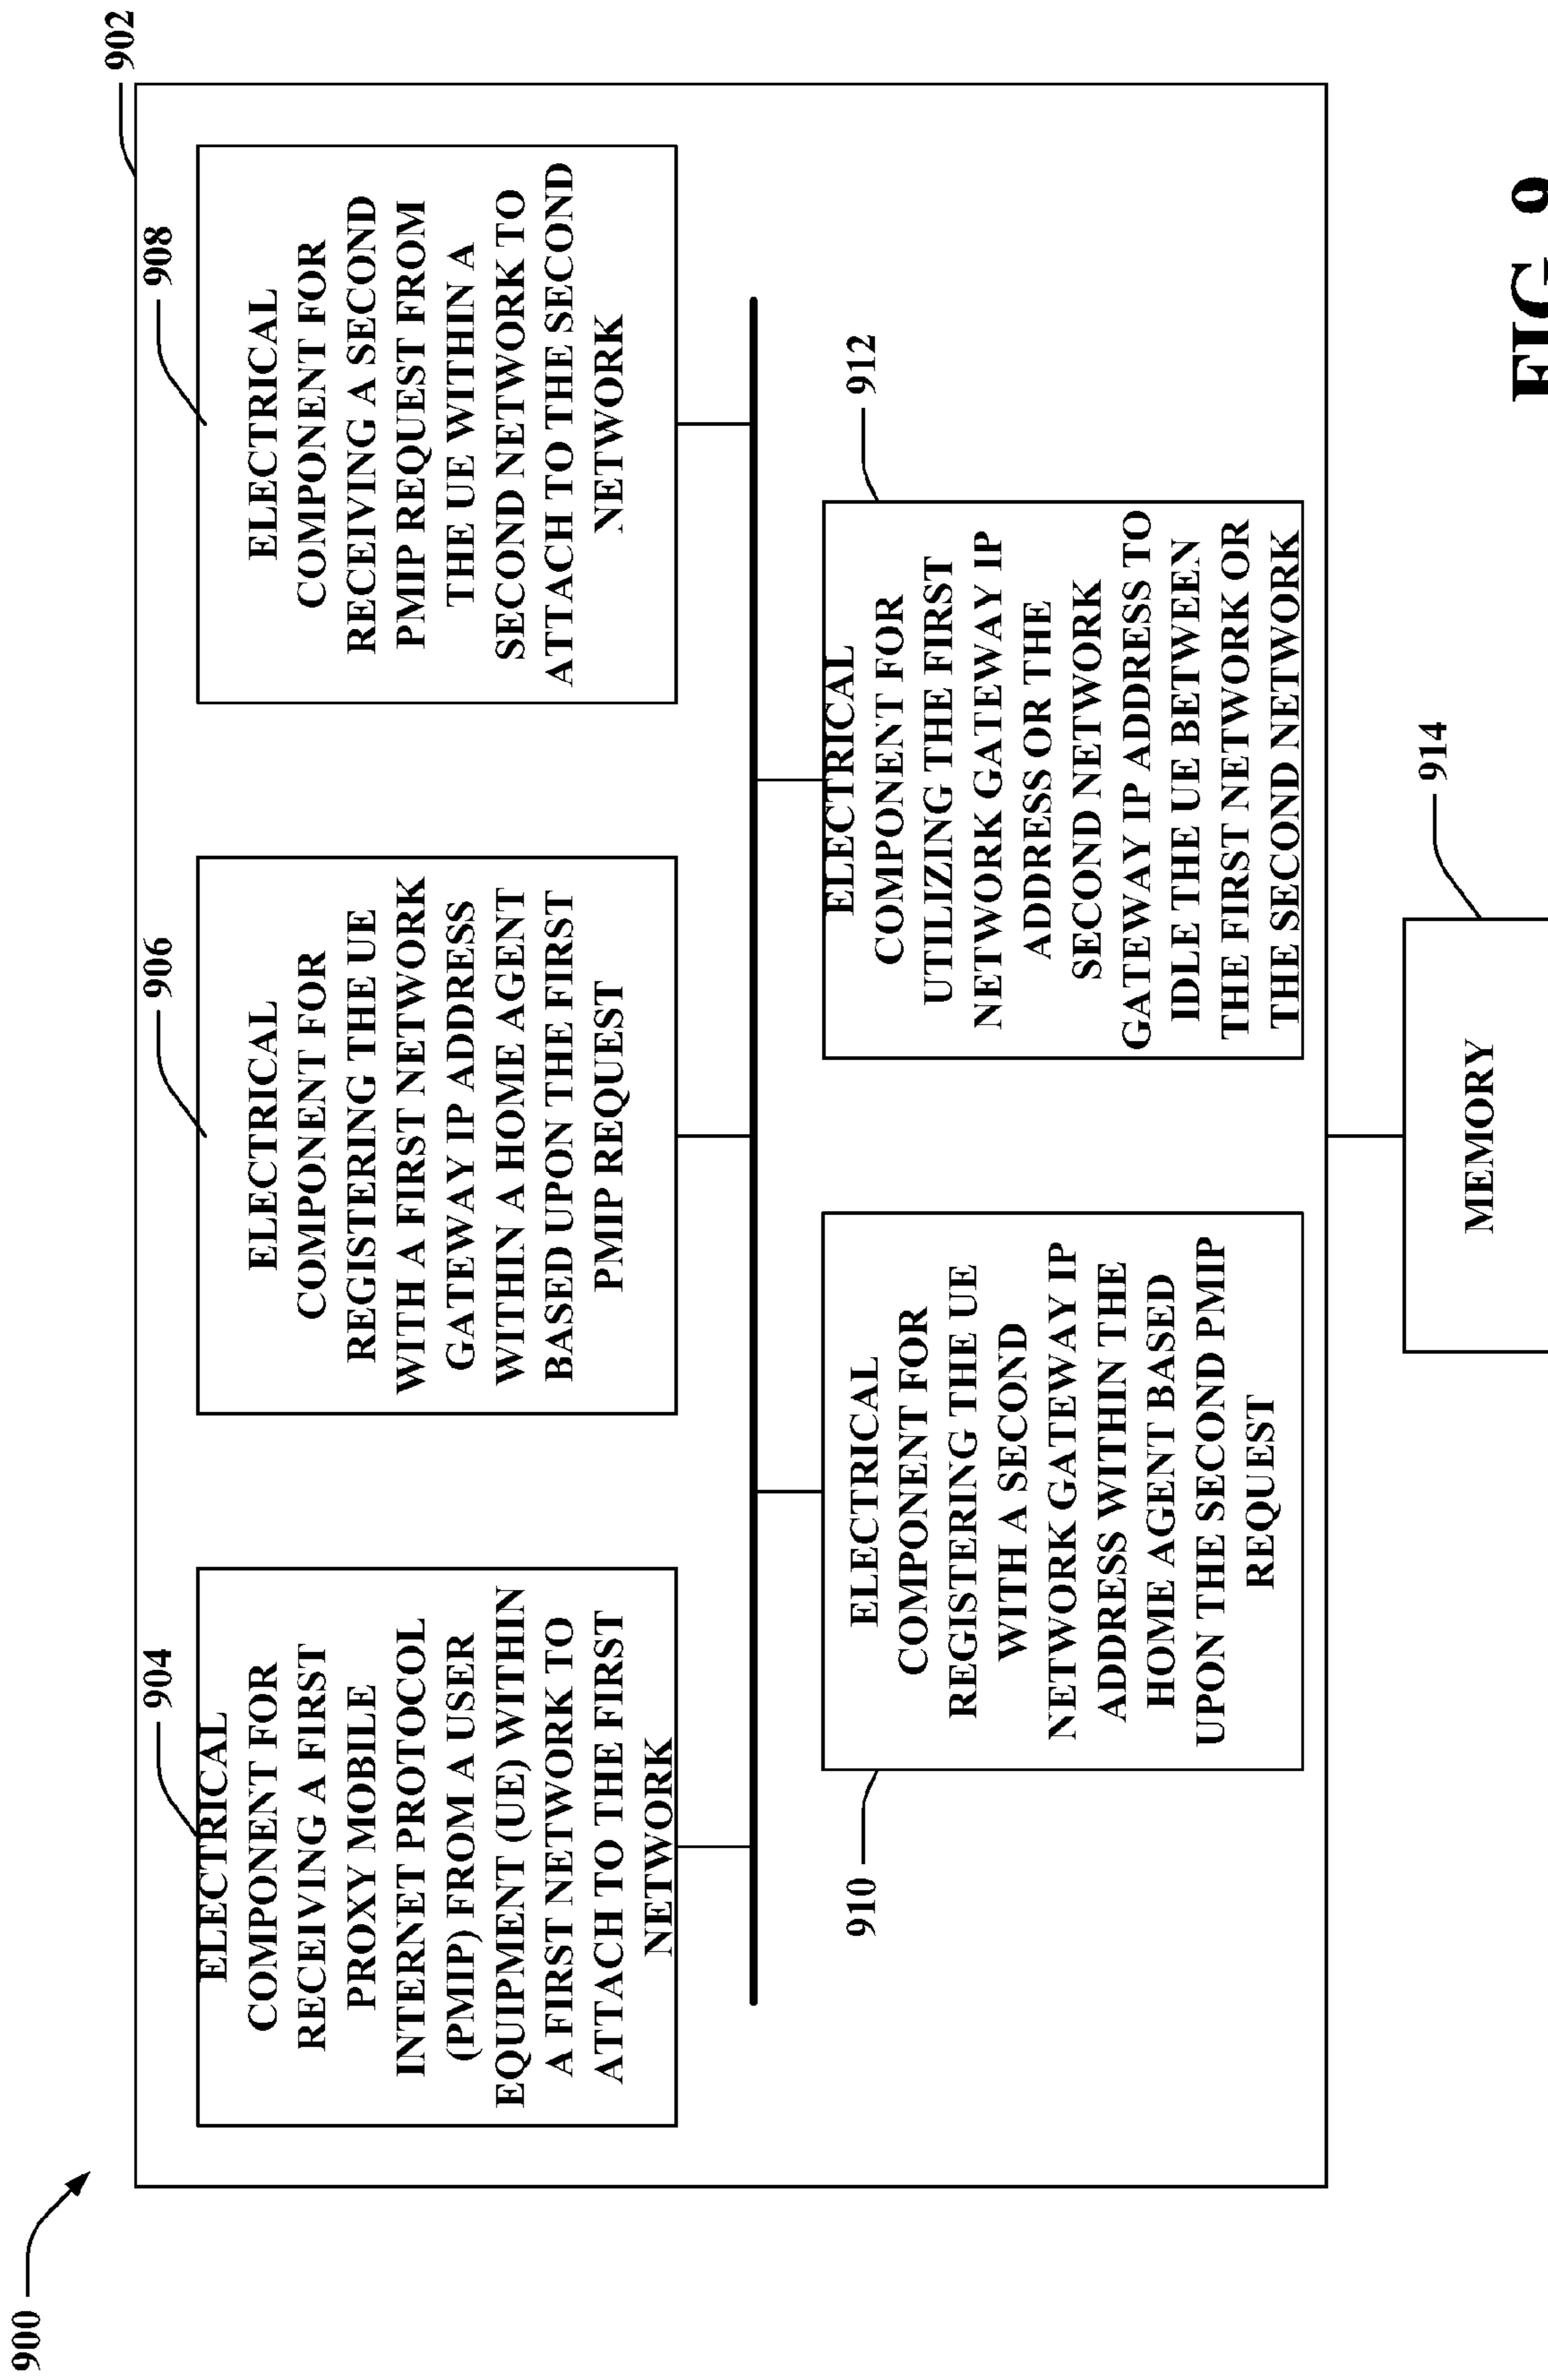 900
902
904
ELECTRICAL
COMPONENT FOR
RECEIVING A FIRST
PROXY MOBILE
INTERNET PROTOCOL
(PMIP) FROM A USER
EQUIPMENT (UE) WITHIN
A FIRST NETWORK TO
ATTACH TO THE FIRST
NETWORK
906
ELECTRICAL
COMPONENT FOR
REGISTERING THE UE
WITH A FIRST NETWORK
GATEWAY IP ADDRESS
WITHIN A HOME AGENT
BASED UPON THE FIRST
PMIP REQUEST
908
ELECTRICAL
COMPONENT FOR
RECEIVING A SECOND
PMIP REQUEST FROM
THE UE WITHIN A
SECOND NETWORK TO
ATTACH TO THE SECOND
NETWORK
910
ELECTRICAL
COMPONENT FOR
REGISTERING THE UE
WITH A SECOND
NETWORK GATEWAY IP
ADDRESS WITHIN THE
HOME AGENT BASED
UPON THE SECOND PMIP
REQUEST
912
ELECTRICAL
COMPONENT FOR
UTILIZING THE FIRST
NETWORK GATEWAY IP
ADDRESS OR THE
SECOND NETWORK
GATEWAY IP ADDRESS TO
IDLE THE UE BETWEEN
THE FIRST NETWORK OR
THE SECOND NETWORK
914
MEMORY
FIG. 9